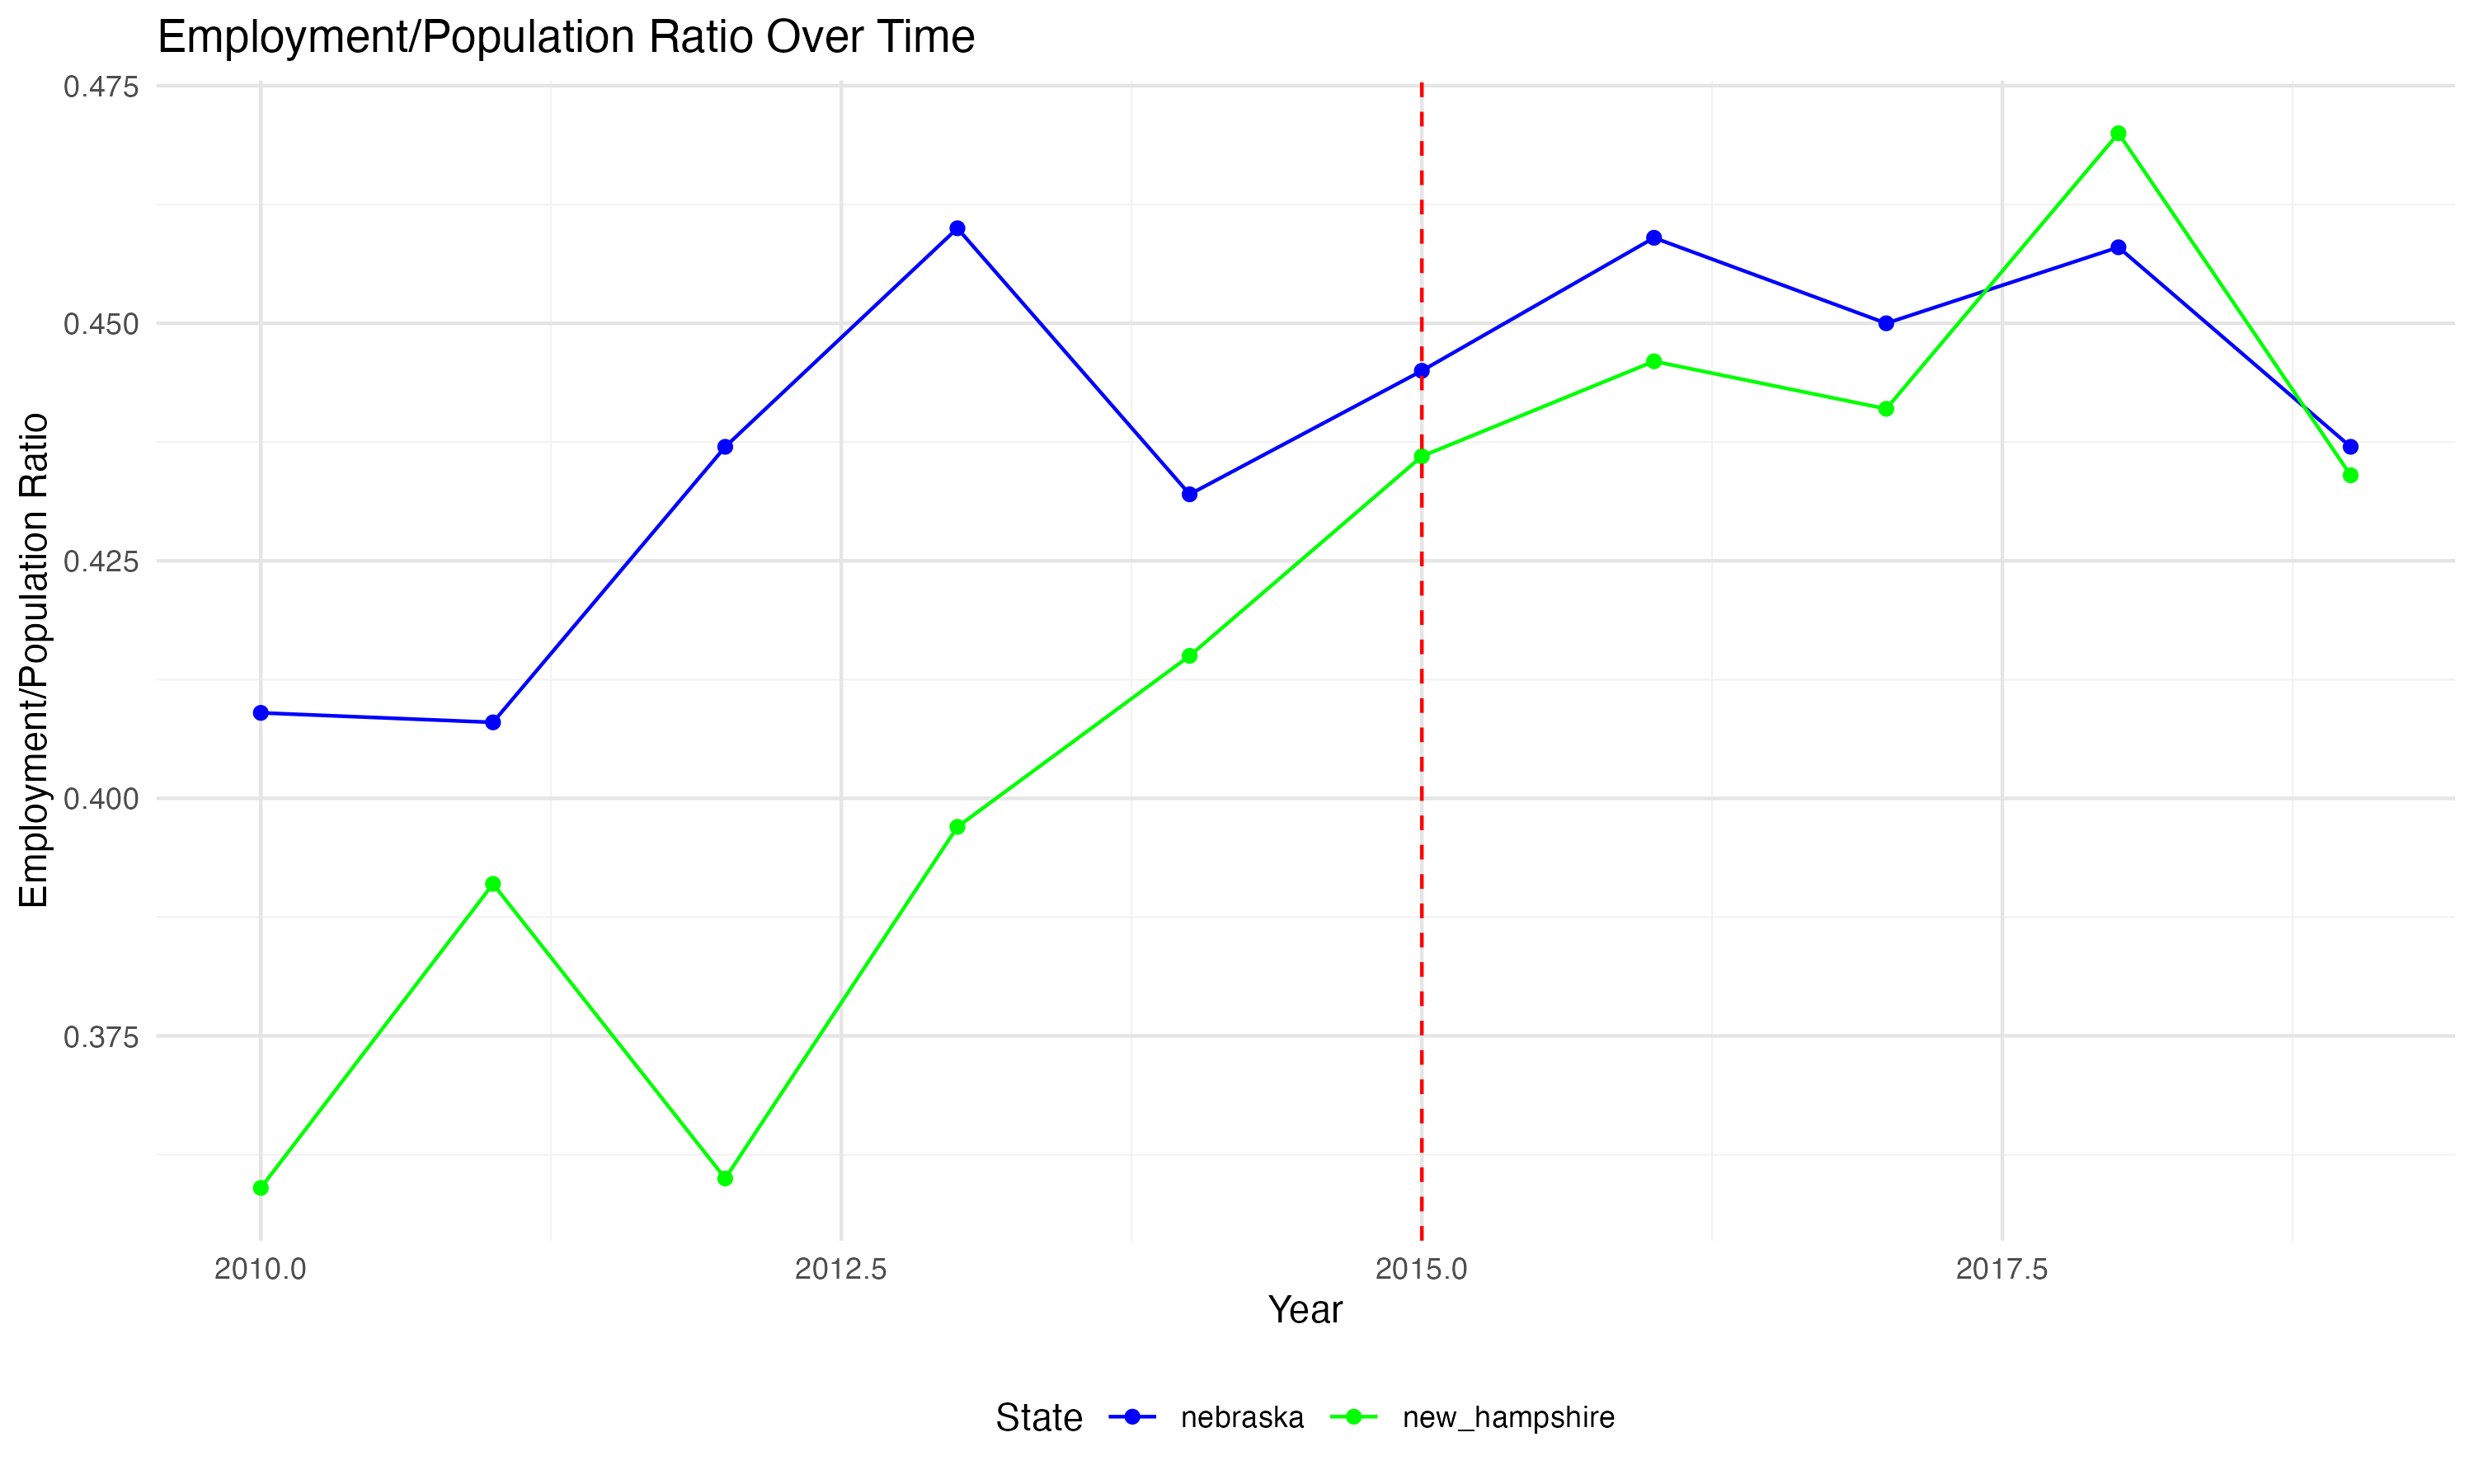 Employment/Population Ratio Over Time
Employment/Population Ratio
0.475
0.450
0.425
0.400
0.375
2010.0 2012.5 2015.0 2017.5
Year
State nebraska new_hampshire